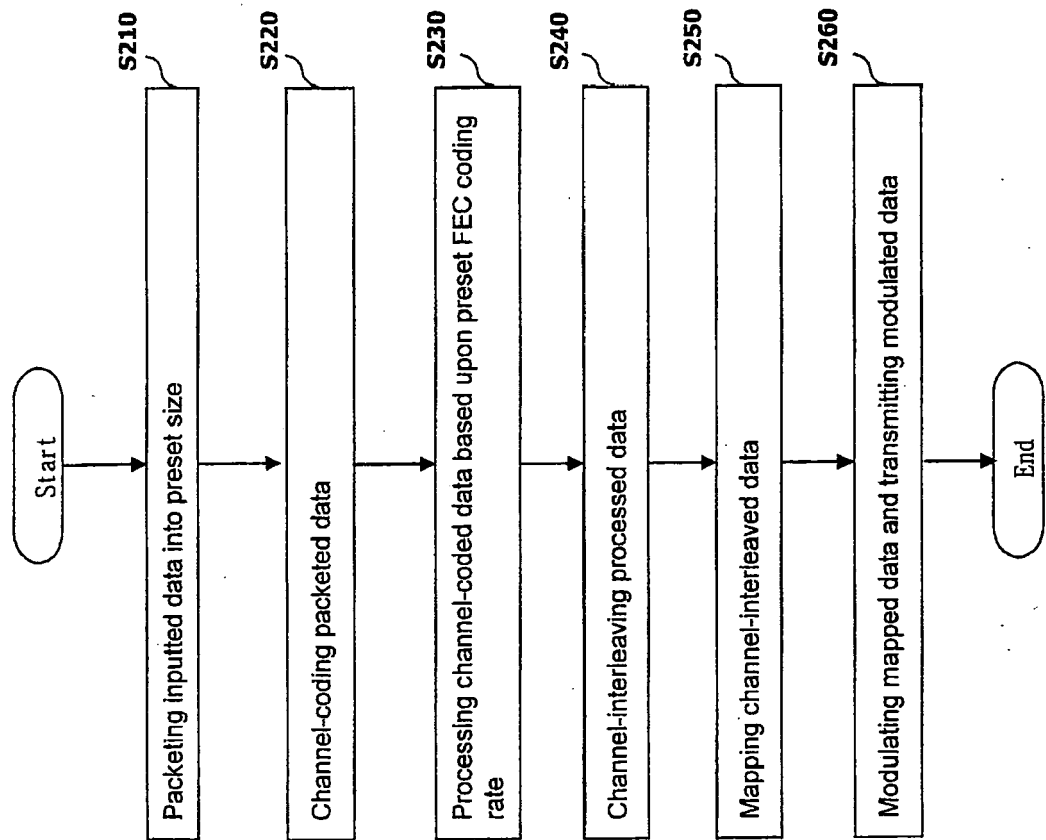 Start
S210
Packeting inputted data into preset size
S220
Channel-coding packeted data
S230
Processing channel-coded data based upon preset FEC coding
rate
S240
Channel-interleaving processed data
S250
Mapping channel-interleaved data
S260
Modulating mapped data and transmitting modulated data
End